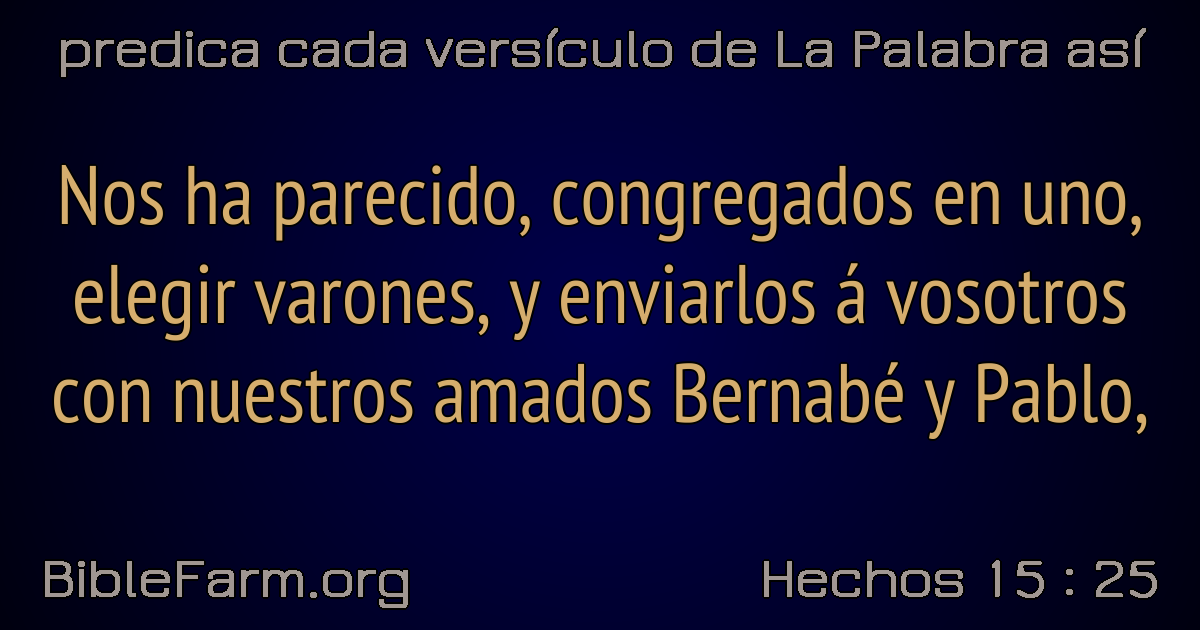 predica cada versículo de La Palabra así
Nos ha parecido, congregados en uno,
elegir varones, y enviarlos á vosotros
con nuestros amados Bernabé y Pablo,
BibleFarm.org
Hechos 15 : 25